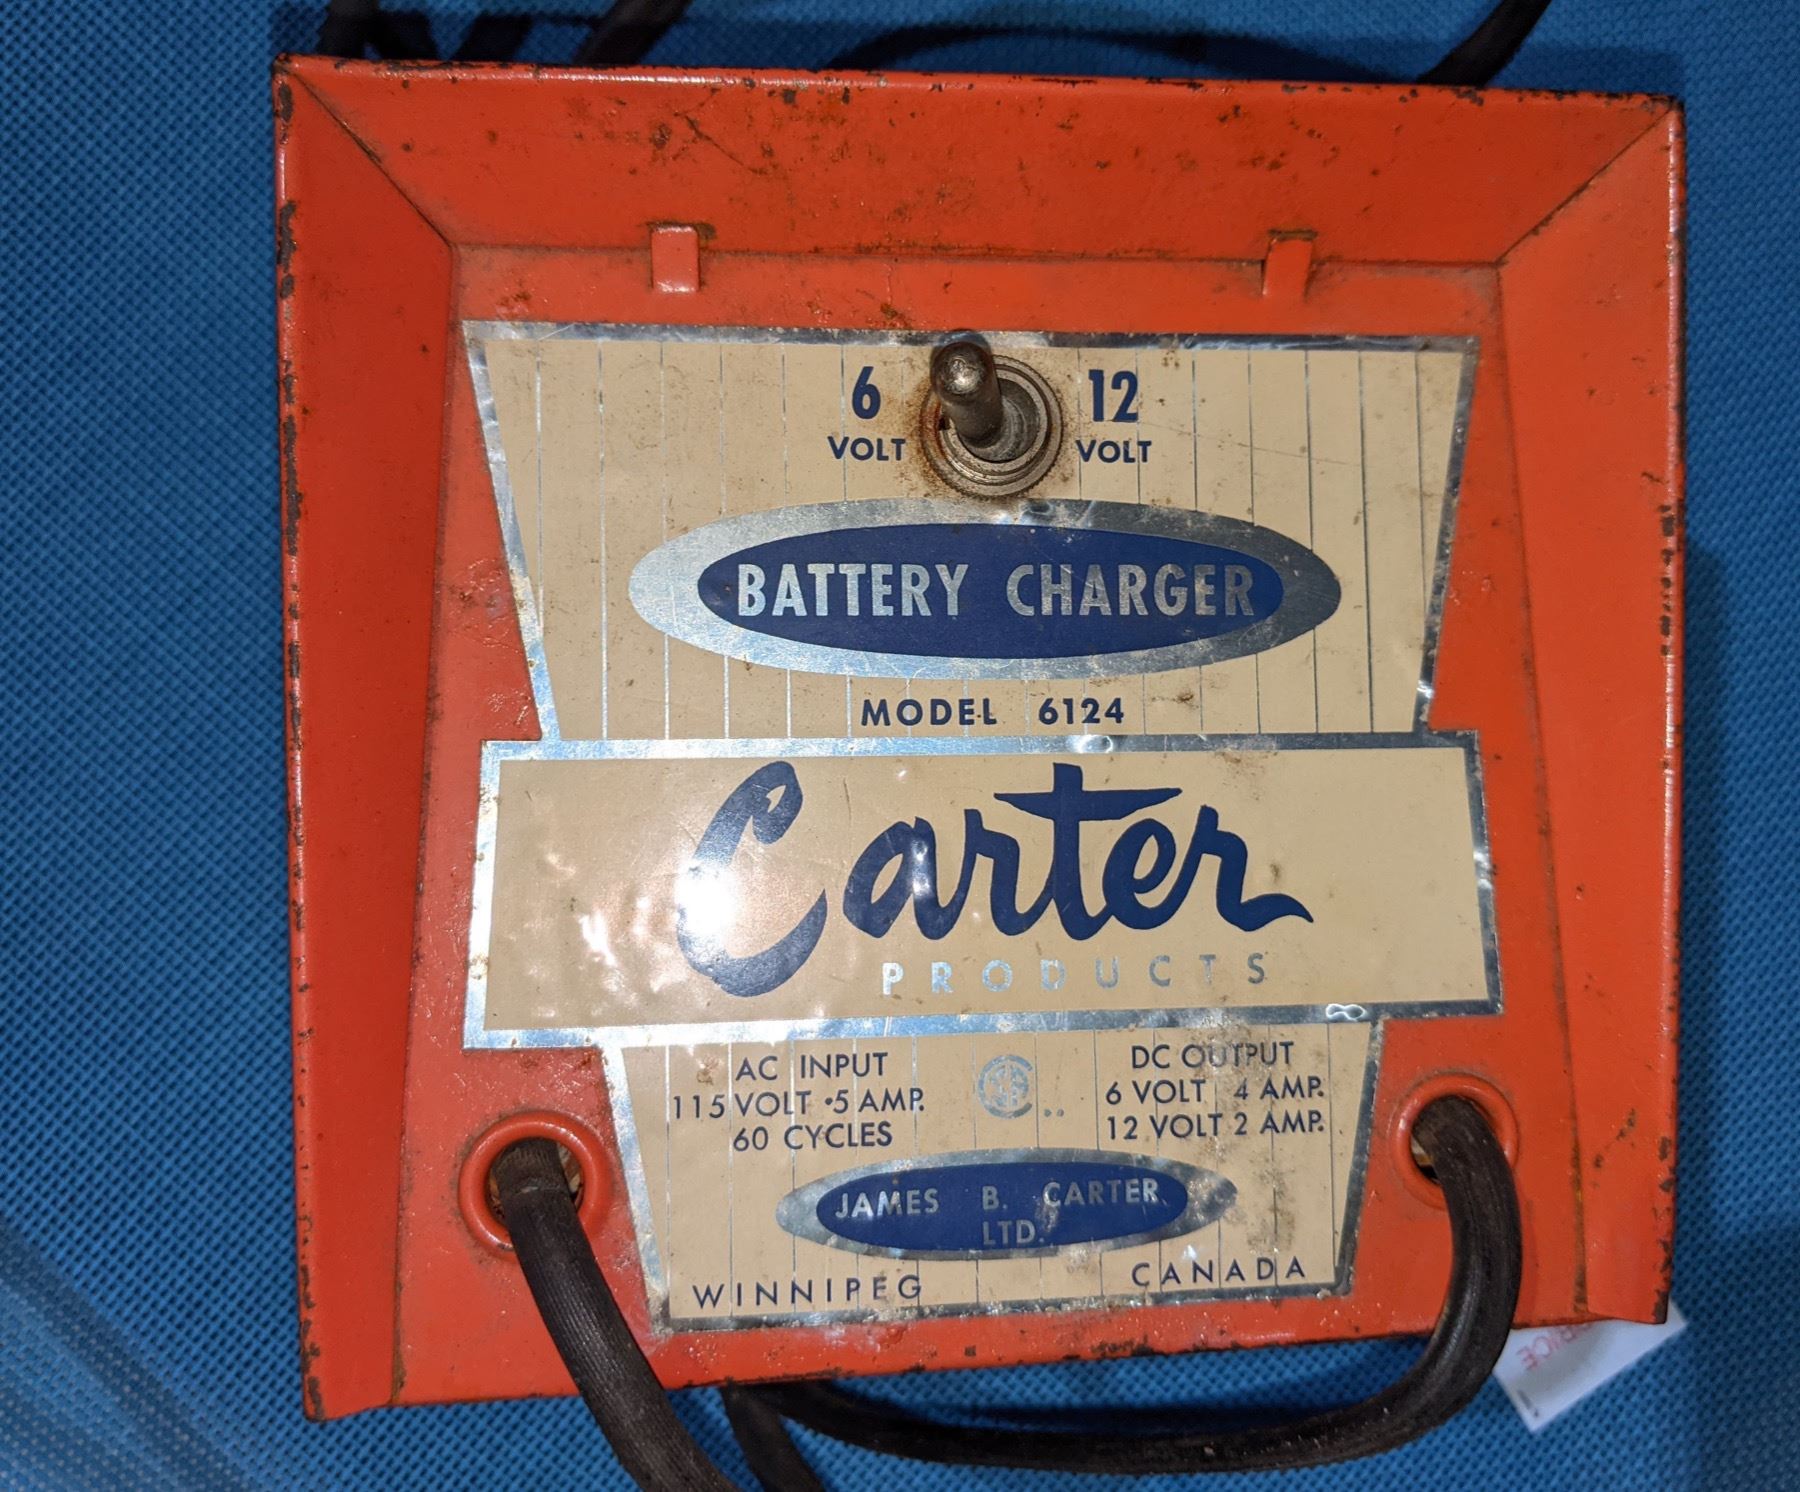 6 12
VOLT VOLT
BATTERY CHARGER
MODEL 6124
Carter
PRODUCTS
AC INPUT
115 VOLT .5 AMP.
60 CYCLES
DC OUTPUT
6 VOLT 4 AMP.
12 VOLT 2 AMP.
JAMES B. CARTER
LTD.
WINNIPEG CANADA